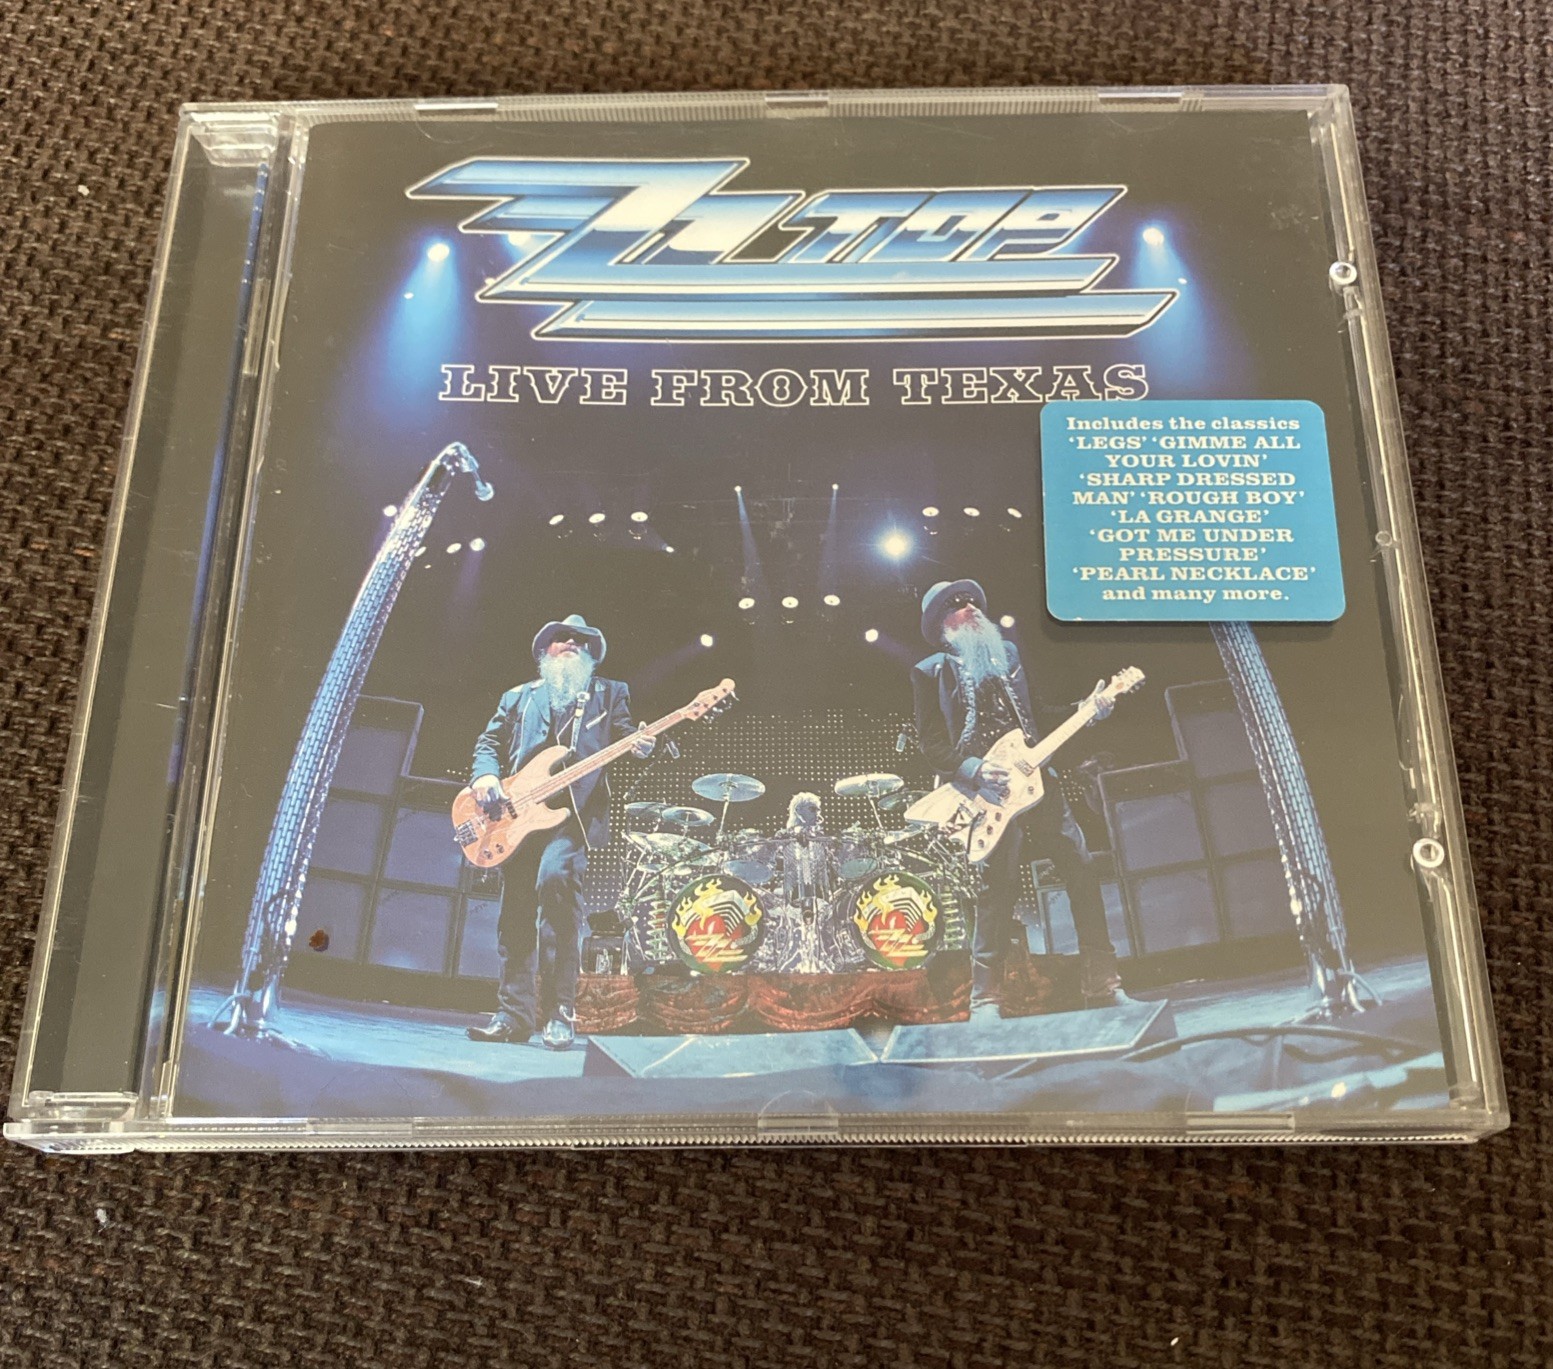 ZZ TOP
LIVE FROM TEXAS
Includes the classics
‘LEGS’ ‘GIMME ALL
YOUR LOVIN’
‘SHARP DRESSED
MAN’ ‘ROUGH BOY’
‘LA GRANGE’
‘GOT ME UNDER
PRESSURE’
‘PEARL NECKLACE’
and many more.